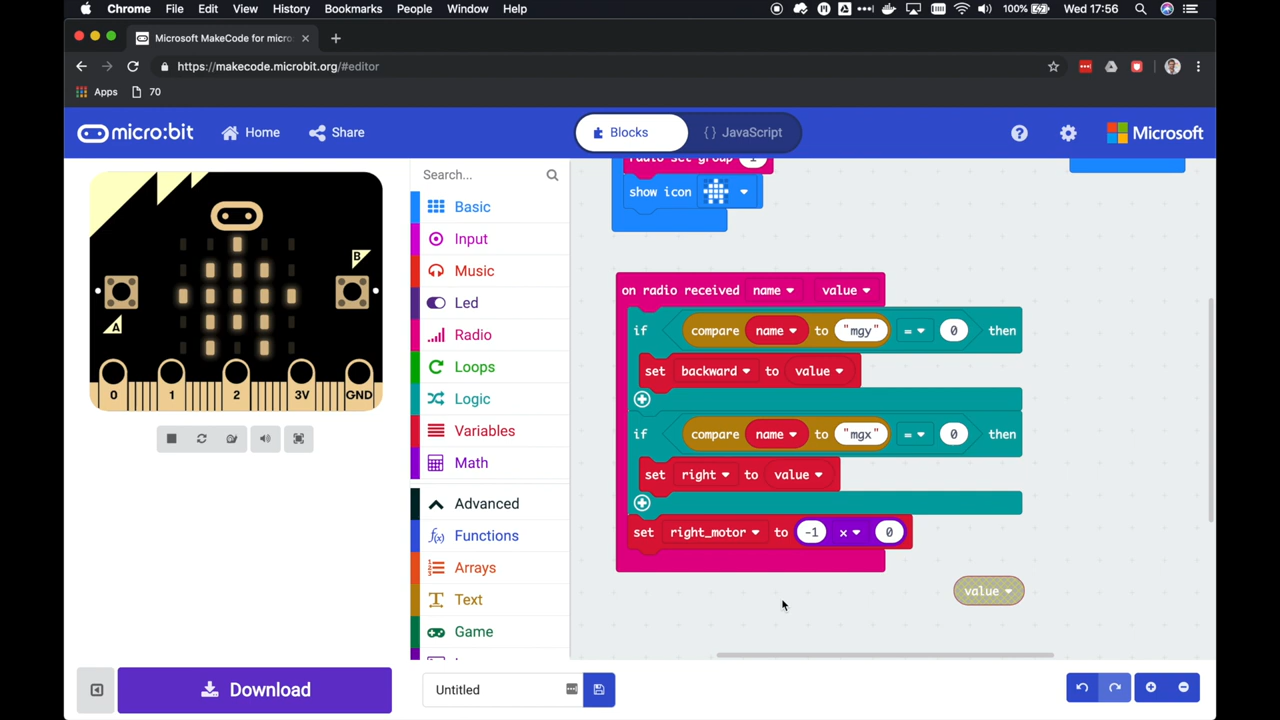 Chrome File Edit View History Bookmarks People Window Help 100% Wed 17:56
Microsoft MakeCode for micro
https://makecode.microbit.org/#editor
Apps 70
micro:bit Home Share Blocks {} JavaScript Microsoft
Search...
Basic
Input
Music
Led
Radio
Loops
Logic
Variables
Math
Advanced
Functions
Arrays
Text
Game
A
B
0 1 2 3V GND
radio set group 1
show icon
on radio received name value
if compare name to "mgy" = 0 then
set backward to value
if compare name to "mgx" = 0 then
set right to value
set right_motor to -1 × 0
value
Download
Untitled